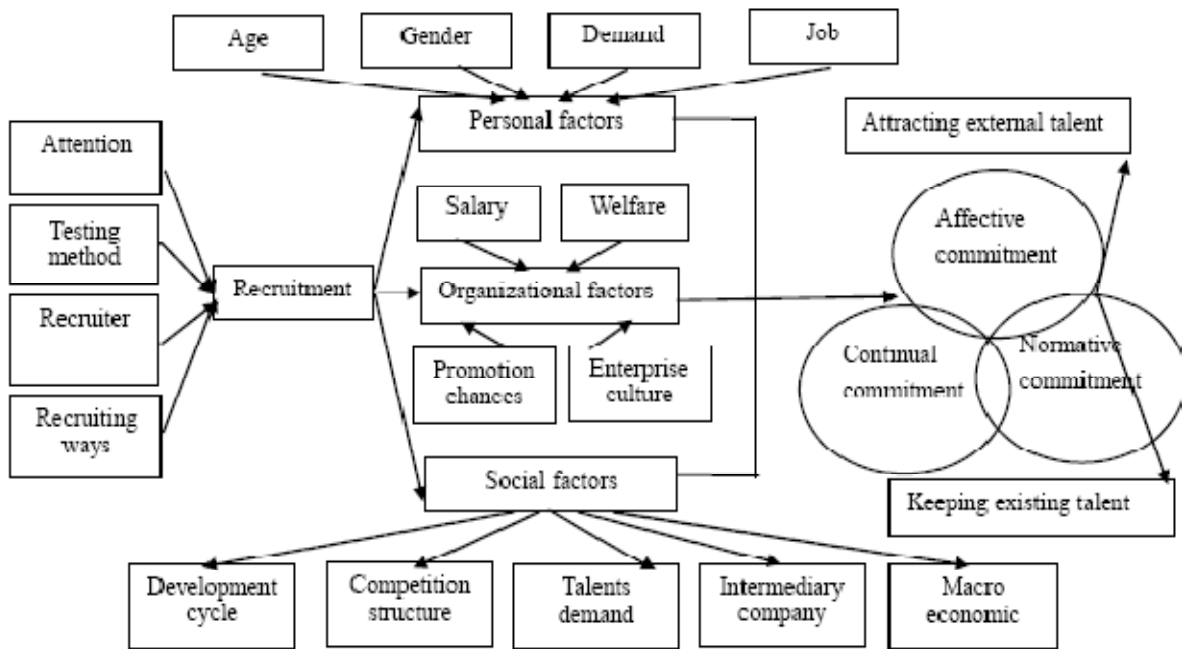 Age
Gender
Demand
Job
Personal factors
Attracting external talent
Attention
Testing
method
Recruiter
Recruiting
ways
Recruitment
Salary
Welfare
Organizational factors
Promotion
chances
Enterprise
culture
Social factors
Affective
commitment
Continual
commitment
Normative
commitment
Keeping existing talent
Development
cycle
Competition
structure
Talents
demand
Intermediary
company
Macro
economic